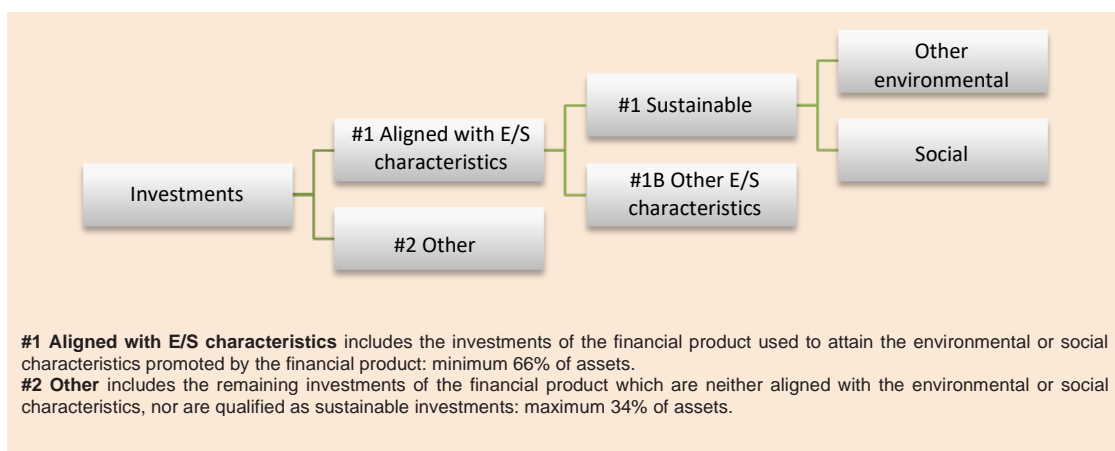 Other
environmental
#1 Sustainable
#1 Aligned with E/S
characteristics
Social
Investments
#1B Other E/S
characteristics
#2 Other
#1 Aligned with E/S characteristics includes the investments of the financial product used to attain the environmental or social
characteristics promoted by the financial product: minimum 66% of assets.
#2 Other includes the remaining investments of the financial product which are neither aligned with the environmental or social
characteristics, nor are qualified as sustainable investments: maximum 34% of assets.